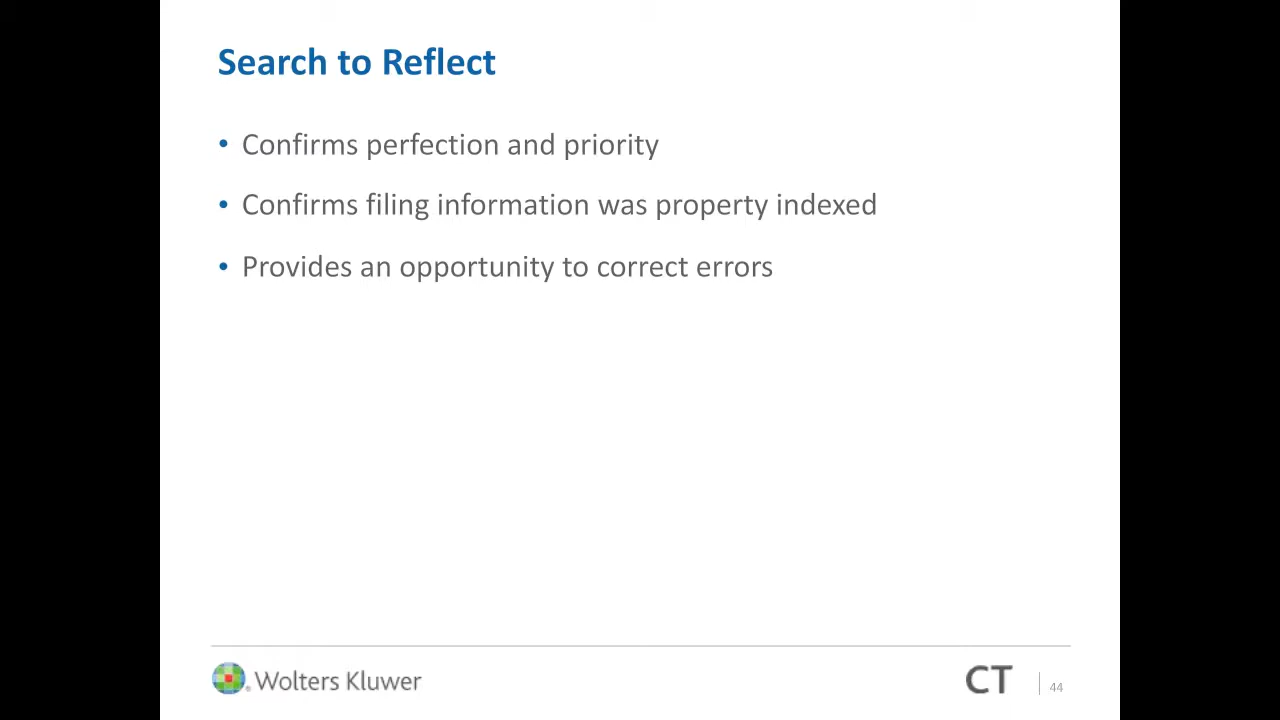 Search to Reflect
• Confirms perfection and priority
• Confirms filing information was property indexed
• Provides an opportunity to correct errors
Wolters Kluwer
CT
44